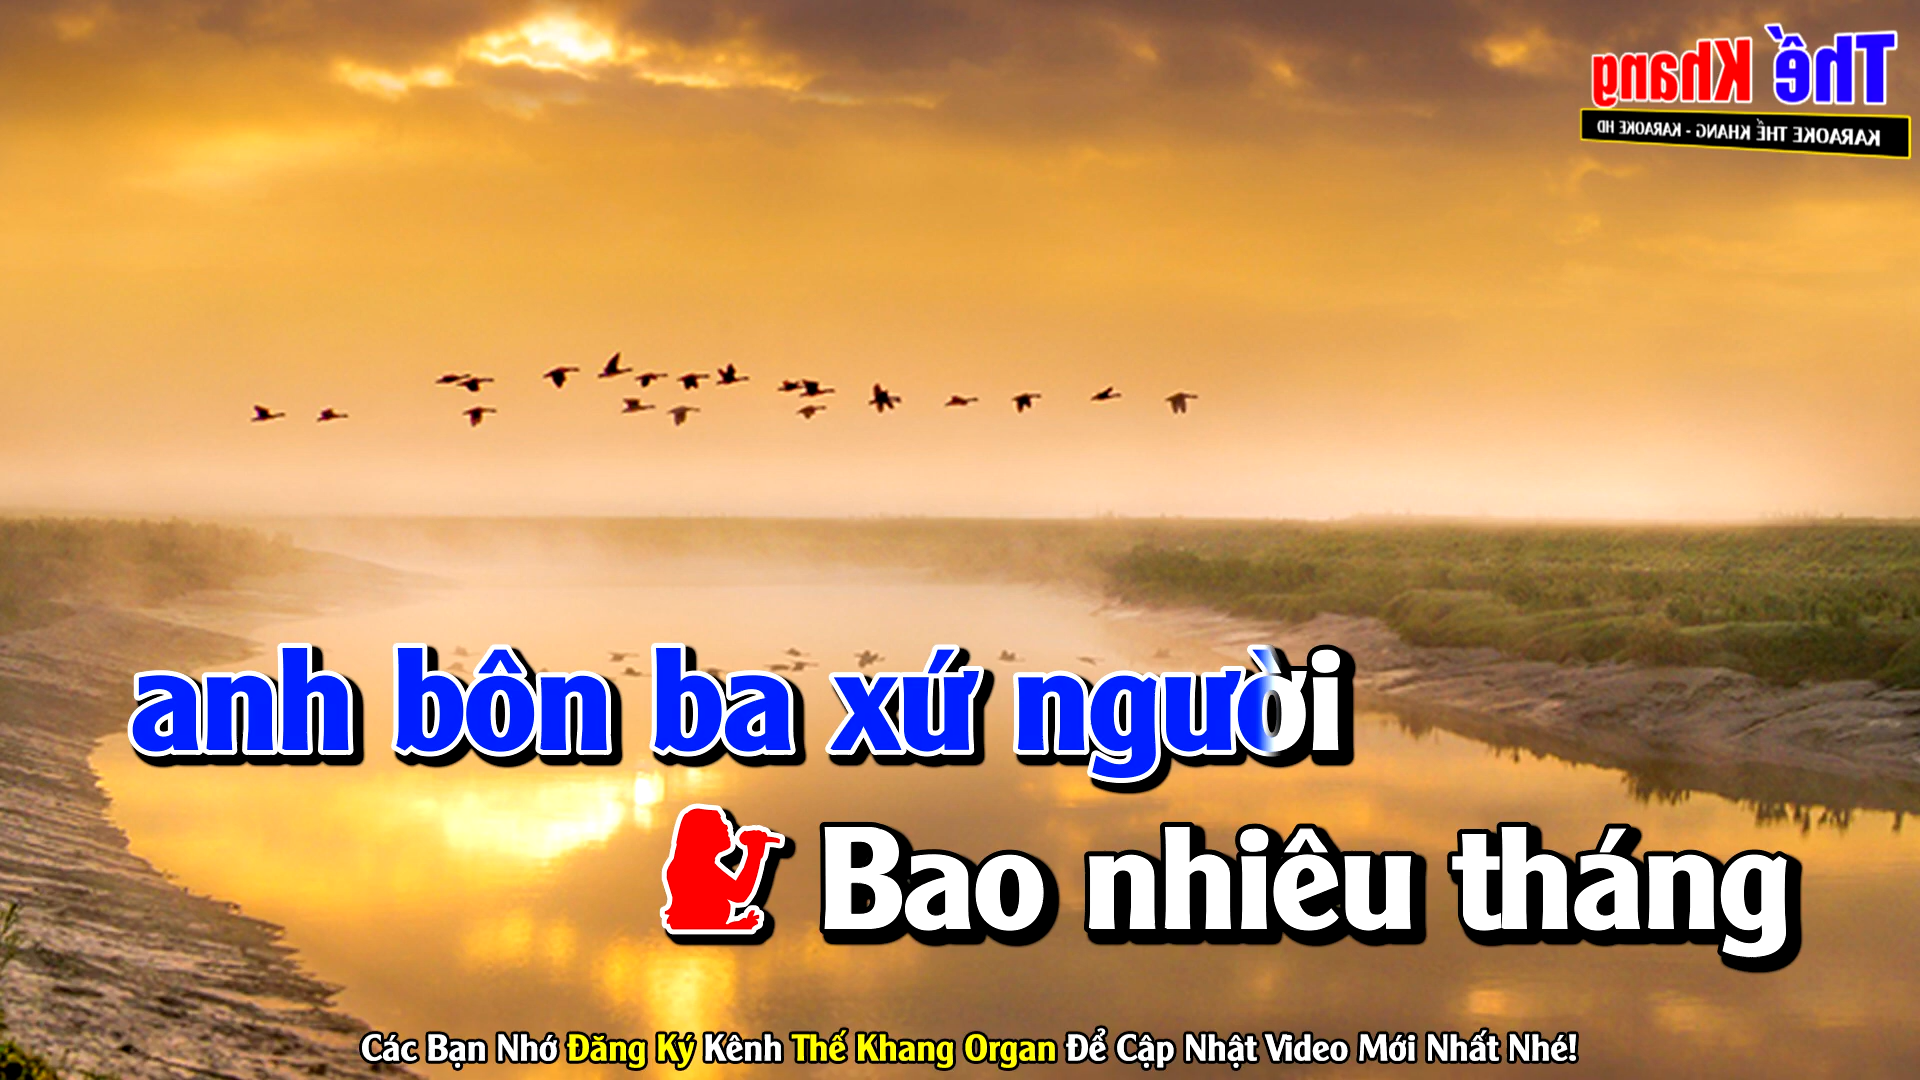 Thế Khang
KARAOKE THẾ KHANG - KARAOKE HD
anh bôn ba xứ người
Bao nhiêu tháng
Các Bạn Nhớ Đăng Ký Kênh Thế Khang Organ Để Cập Nhật Video Mới Nhất Nhé!